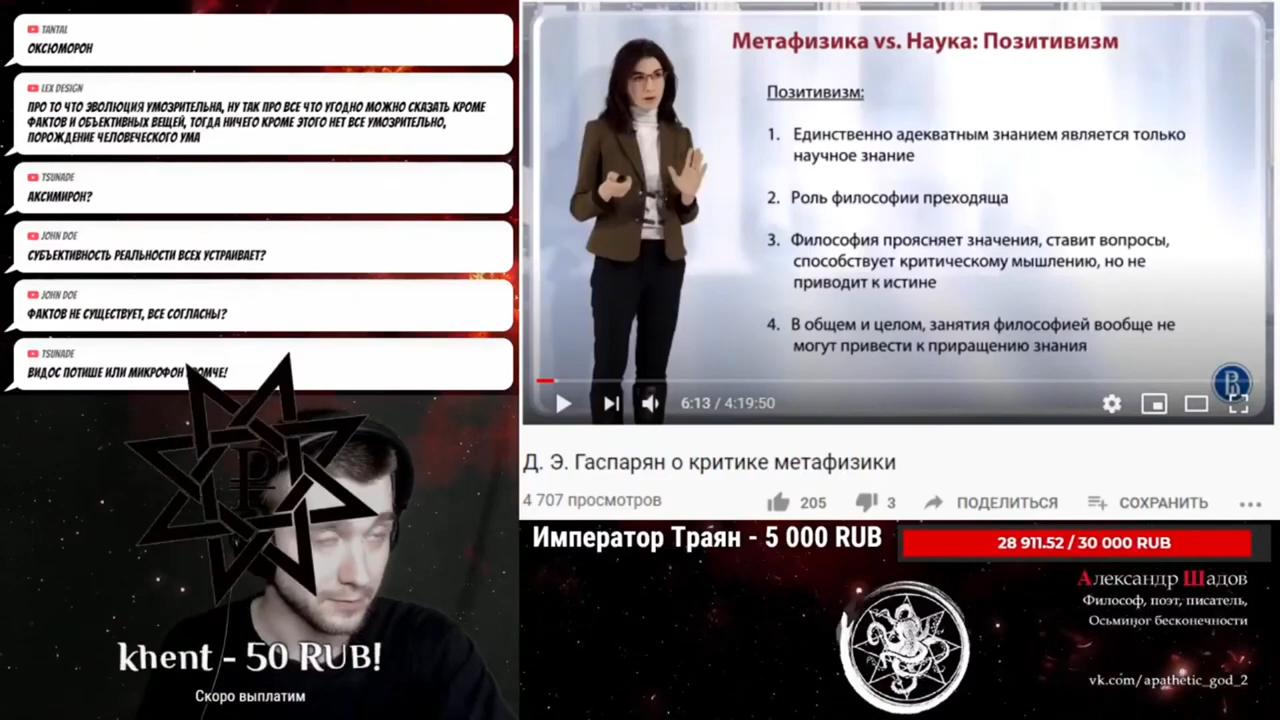 TANTAL
ОКСЮМОРОН
LEX DESIGN
ПРО ТО ЧТО ЭВОЛЮЦИЯ УМОЗРИТЕЛЬНА, НУ ТАК ПРО ВСЕ ЧТО УГОДНО МОЖНО СКАЗАТЬ КРОМЕ
ФАКТОВ И ОБЪЕКТИВНЫХ ВЕЩЕЙ, ТОГДА НИЧЕГО КРОМЕ ЭТОГО НЕТ ВСЕ УМОЗРИТЕЛЬНО,
ПОРОЖДЕНИЕ ЧЕЛОВЕЧЕСКОГО УМА
TSUNADE
АКСИМИРОН?
JOHN DOE
СУБЪЕКТИВНОСТЬ РЕАЛЬНОСТИ ВСЕХ УСТРАИВАЕТ?
JOHN DOE
ФАКТОВ НЕ СУЩЕСТВУЕТ, ВСЕ СОГЛАСНЫ?
TSUNADE
ВИДОС ПОТИШЕ ИЛИ МИКРОФОН
khent - 50 RUB!
Скоро выплатим
Метафизика vs. Наука: Позитивизм
Позитивизм:
1. Единственно адекватным знанием является только
научное знание
2. Роль философии преходяща
3. Философия проясняет значения, ставит вопросы,
способствует критическому мышлению, но не
приводит к истине
4. В общем и целом, занятия философией вообще не
могут привести к приращению знания
6:13 / 4:19:50
Д. Э. Гаспарян о критике метафизики
4 707 просмотров
205
3
ПОДЕЛИТЬСЯ
СОХРАНИТЬ
Император Траян - 5 000 RUB
28 911.52 / 30 000 RUB
Александр Шадов
Философ, поэт, писатель,
Осьминог бесконечности
vk.com/apathetic_god_2